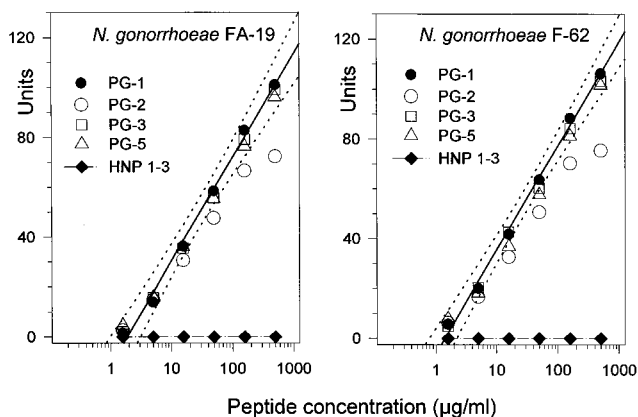 N. gonorrhoeae FA-19
Units
120
80
40
0
PG-1
PG-2
PG-3
PG-5
HNP 1-3
1
10
100
1000
N. gonorrhoeae F-62
Units
120
80
40
0
PG-1
PG-2
PG-3
PG-5
HNP 1-3
1
10
100
1000
Peptide concentration (µg/ml)